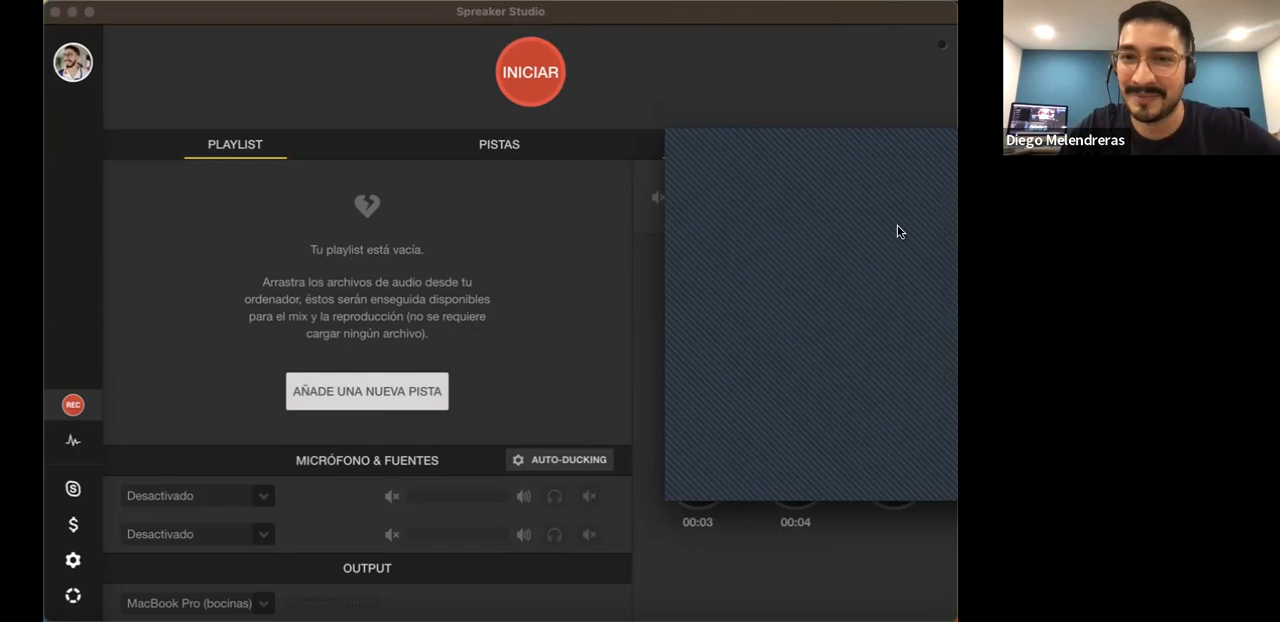 Spreaker Studio
INICIAR
PLAYLIST
PISTAS
Tu playlist está vacía.
Arrastra los archivos de audio desde tu
ordenador, éstos serán enseguida disponibles
para el mix y la reproducción (no se requiere
cargar ningún archivo).
AÑADE UNA NUEVA PISTA
REC
MICRÓFONO & FUENTES
AUTO-DUCKING
Desactivado
Desactivado
OUTPUT
MacBook Pro (bocinas)
00:03
00:04
Diego Melendreras